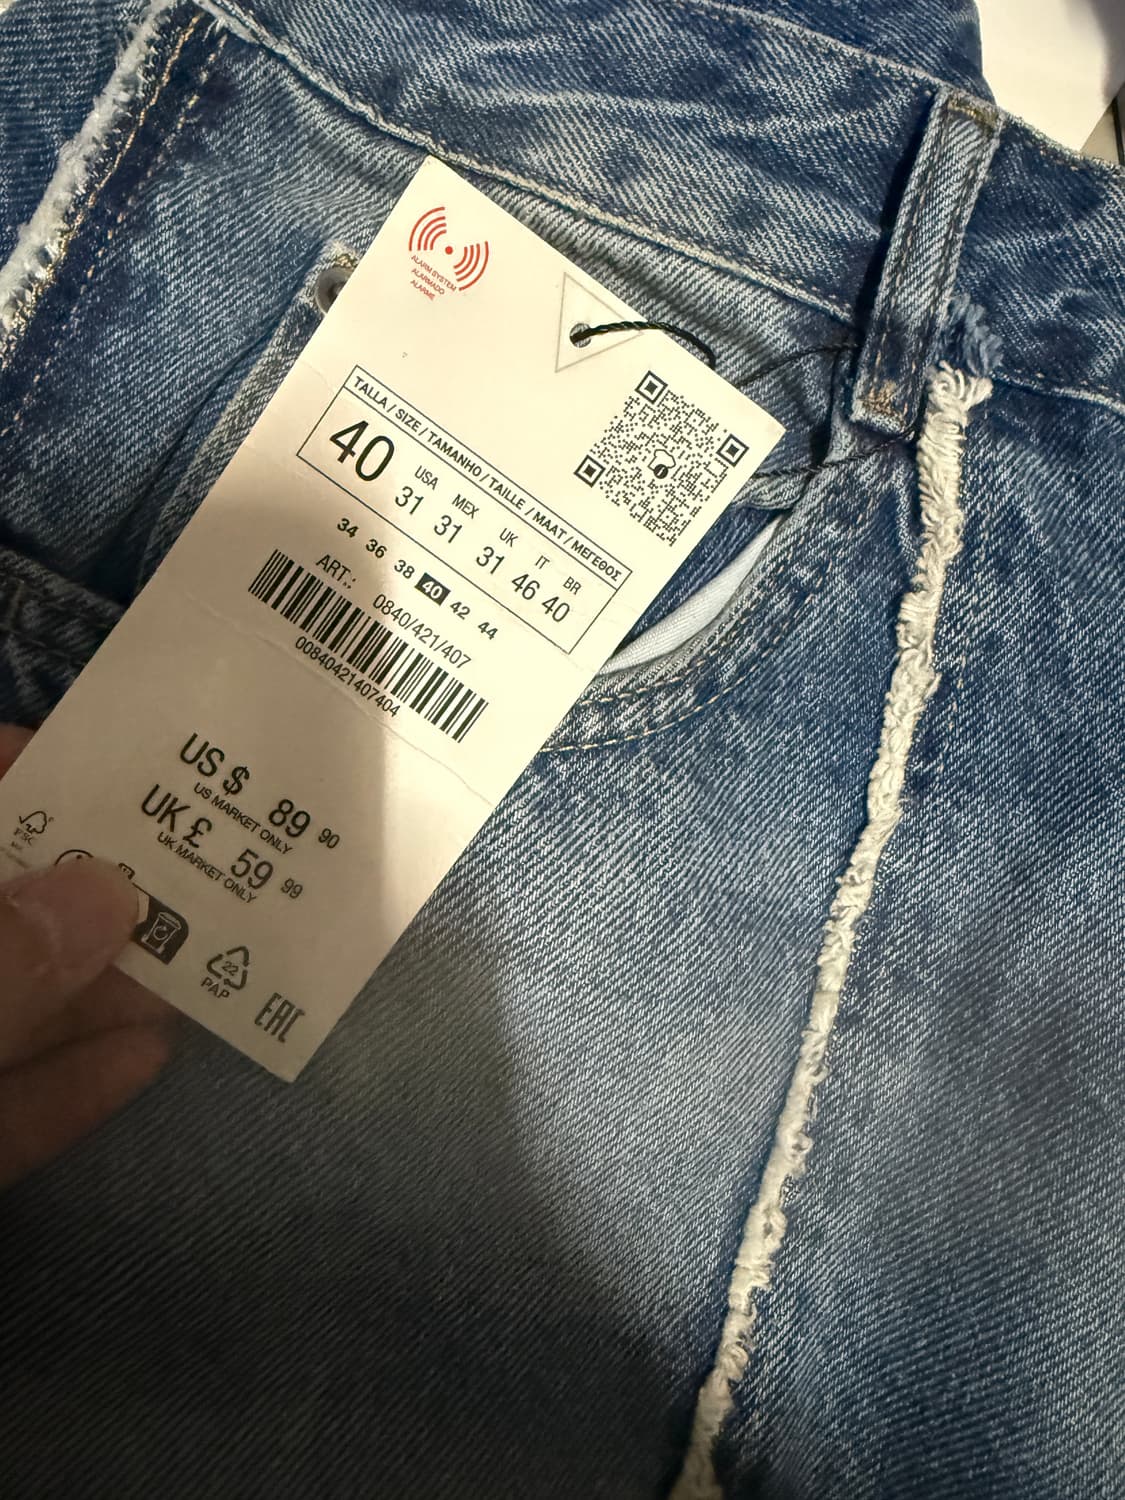 ALARM SYSTEM
ALARMADO
ALARME
TALLA / SIZE / TAMANHO / TAILLE / MAAT / ΜΕΓΕΘΟΣ
40
USA MEX UK IT BR
31 31 31 46 40
34 36 38 40 42 44
ART.: 0840/421/407
00840421407404
US $ 89 90
US MARKET ONLY
UK £ 59 99
UK MARKET ONLY
FSC
22
PAP
EAC